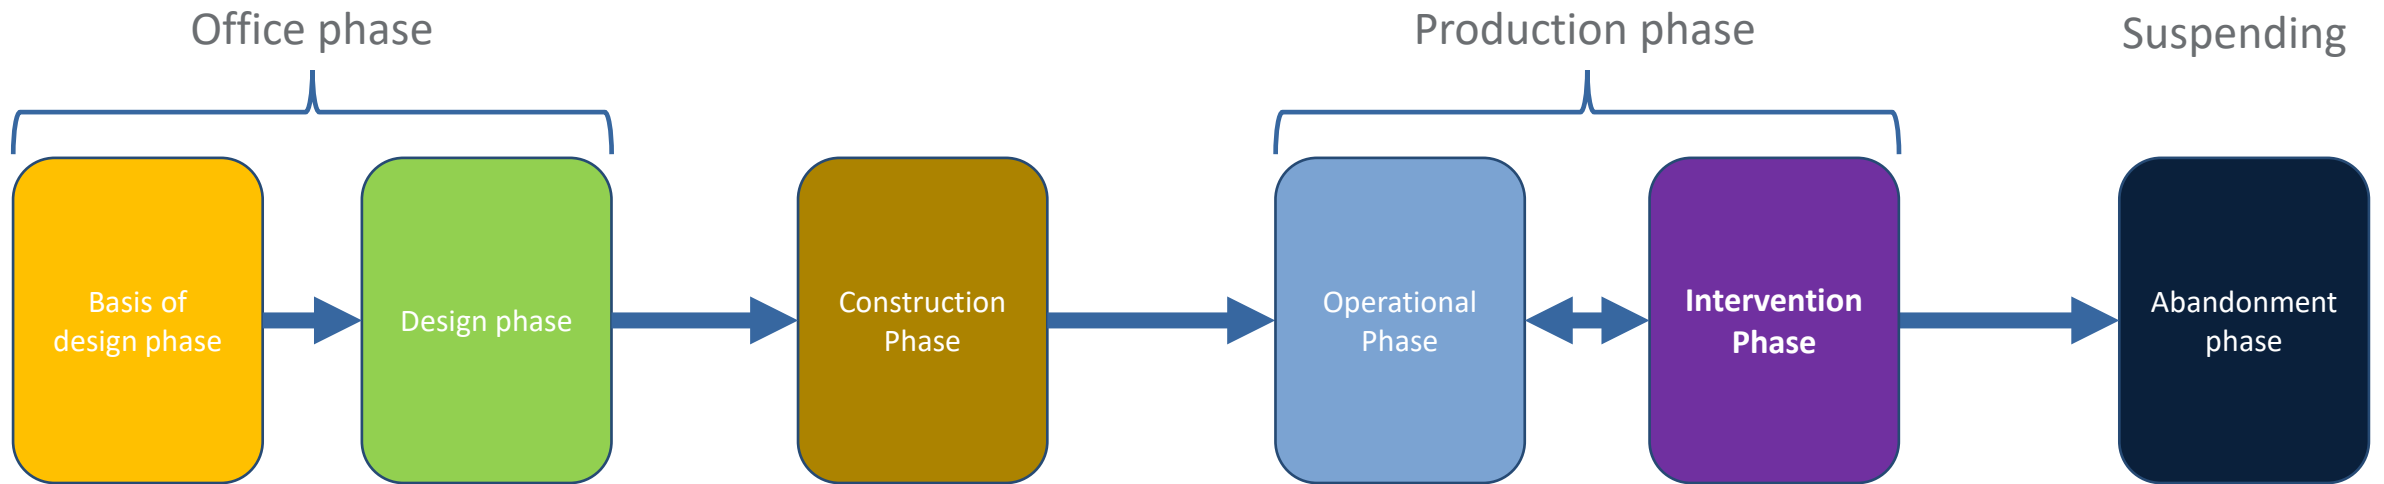 Office phase
Production phase
Suspending
Basis of
design phase
Design phase
Construction
Phase
Operational
Phase
Intervention
Phase
Abandonment
phase